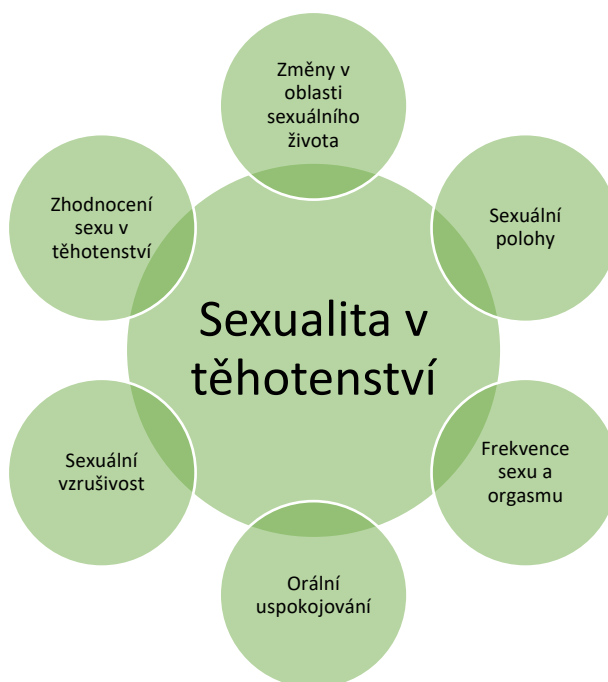 Změny v
oblasti
sexuálního
života
Sexuální
polohy
Frekvence
sexu a
orgasmu
Orální
uspokojování
Sexuální
vzrušivost
Zhodnocení
sexu v
těhotenství
Sexualita v
těhotenství